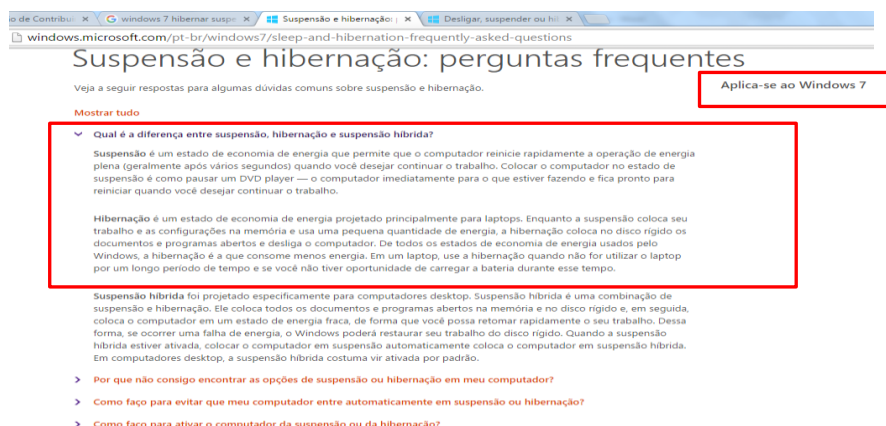 o de Contribui
windows 7 hibernar suspe
Suspensão e hibernação: p
Desligar, suspender ou hi
windows.microsoft.com/pt-br/windows7/sleep-and-hibernation-frequently-asked-questions
Suspensão e hibernação: perguntas frequentes
Veja a seguir respostas para algumas dúvidas comuns sobre suspensão e hibernação.
Aplica-se ao Windows 7
Mostrar tudo
Qual é a diferença entre suspensão, hibernação e suspensão híbrida?
Suspensão é um estado de economia de energia que permite que o computador reinicie rapidamente a operação de energia
plena (geralmente após vários segundos) quando você desejar continuar o trabalho. Colocar o computador no estado de
suspensão é como pausar um DVD player — o computador imediatamente para o que estiver fazendo e fica pronto para
reiniciar quando você desejar continuar o trabalho.
Hibernação é um estado de economia de energia projetado principalmente para laptops. Enquanto a suspensão coloca seu
trabalho e as configurações na memória e usa uma pequena quantidade de energia, a hibernação coloca no disco rígido os
documentos e programas abertos e desliga o computador. De todos os estados de economia de energia usados pelo
Windows, a hibernação é a que consome menos energia. Em um laptop, use a hibernação quando não for utilizar o laptop
por um longo período de tempo e se você não tiver oportunidade de carregar a bateria durante esse tempo.
Suspensão híbrida foi projetado especificamente para computadores desktop. Suspensão híbrida é uma combinação de
suspensão e hibernação. Ele coloca todos os documentos e programas abertos na memória e no disco rígido e, em seguida,
coloca o computador em um estado de energia fraca, de forma que você possa retomar rapidamente o seu trabalho. Dessa
forma, se ocorrer uma falha de energia, o Windows poderá restaurar seu trabalho do disco rígido. Quando a suspensão
híbrida estiver ativada, colocar o computador em suspensão automaticamente coloca o computador em suspensão híbrida.
Em computadores desktop, a suspensão híbrida costuma vir ativada por padrão.
Por que não consigo encontrar as opções de suspensão ou hibernação em meu computador?
Como faço para evitar que meu computador entre automaticamente em suspensão ou hibernação?
Como faço para ativar o computador da suspensão ou da hibernação?